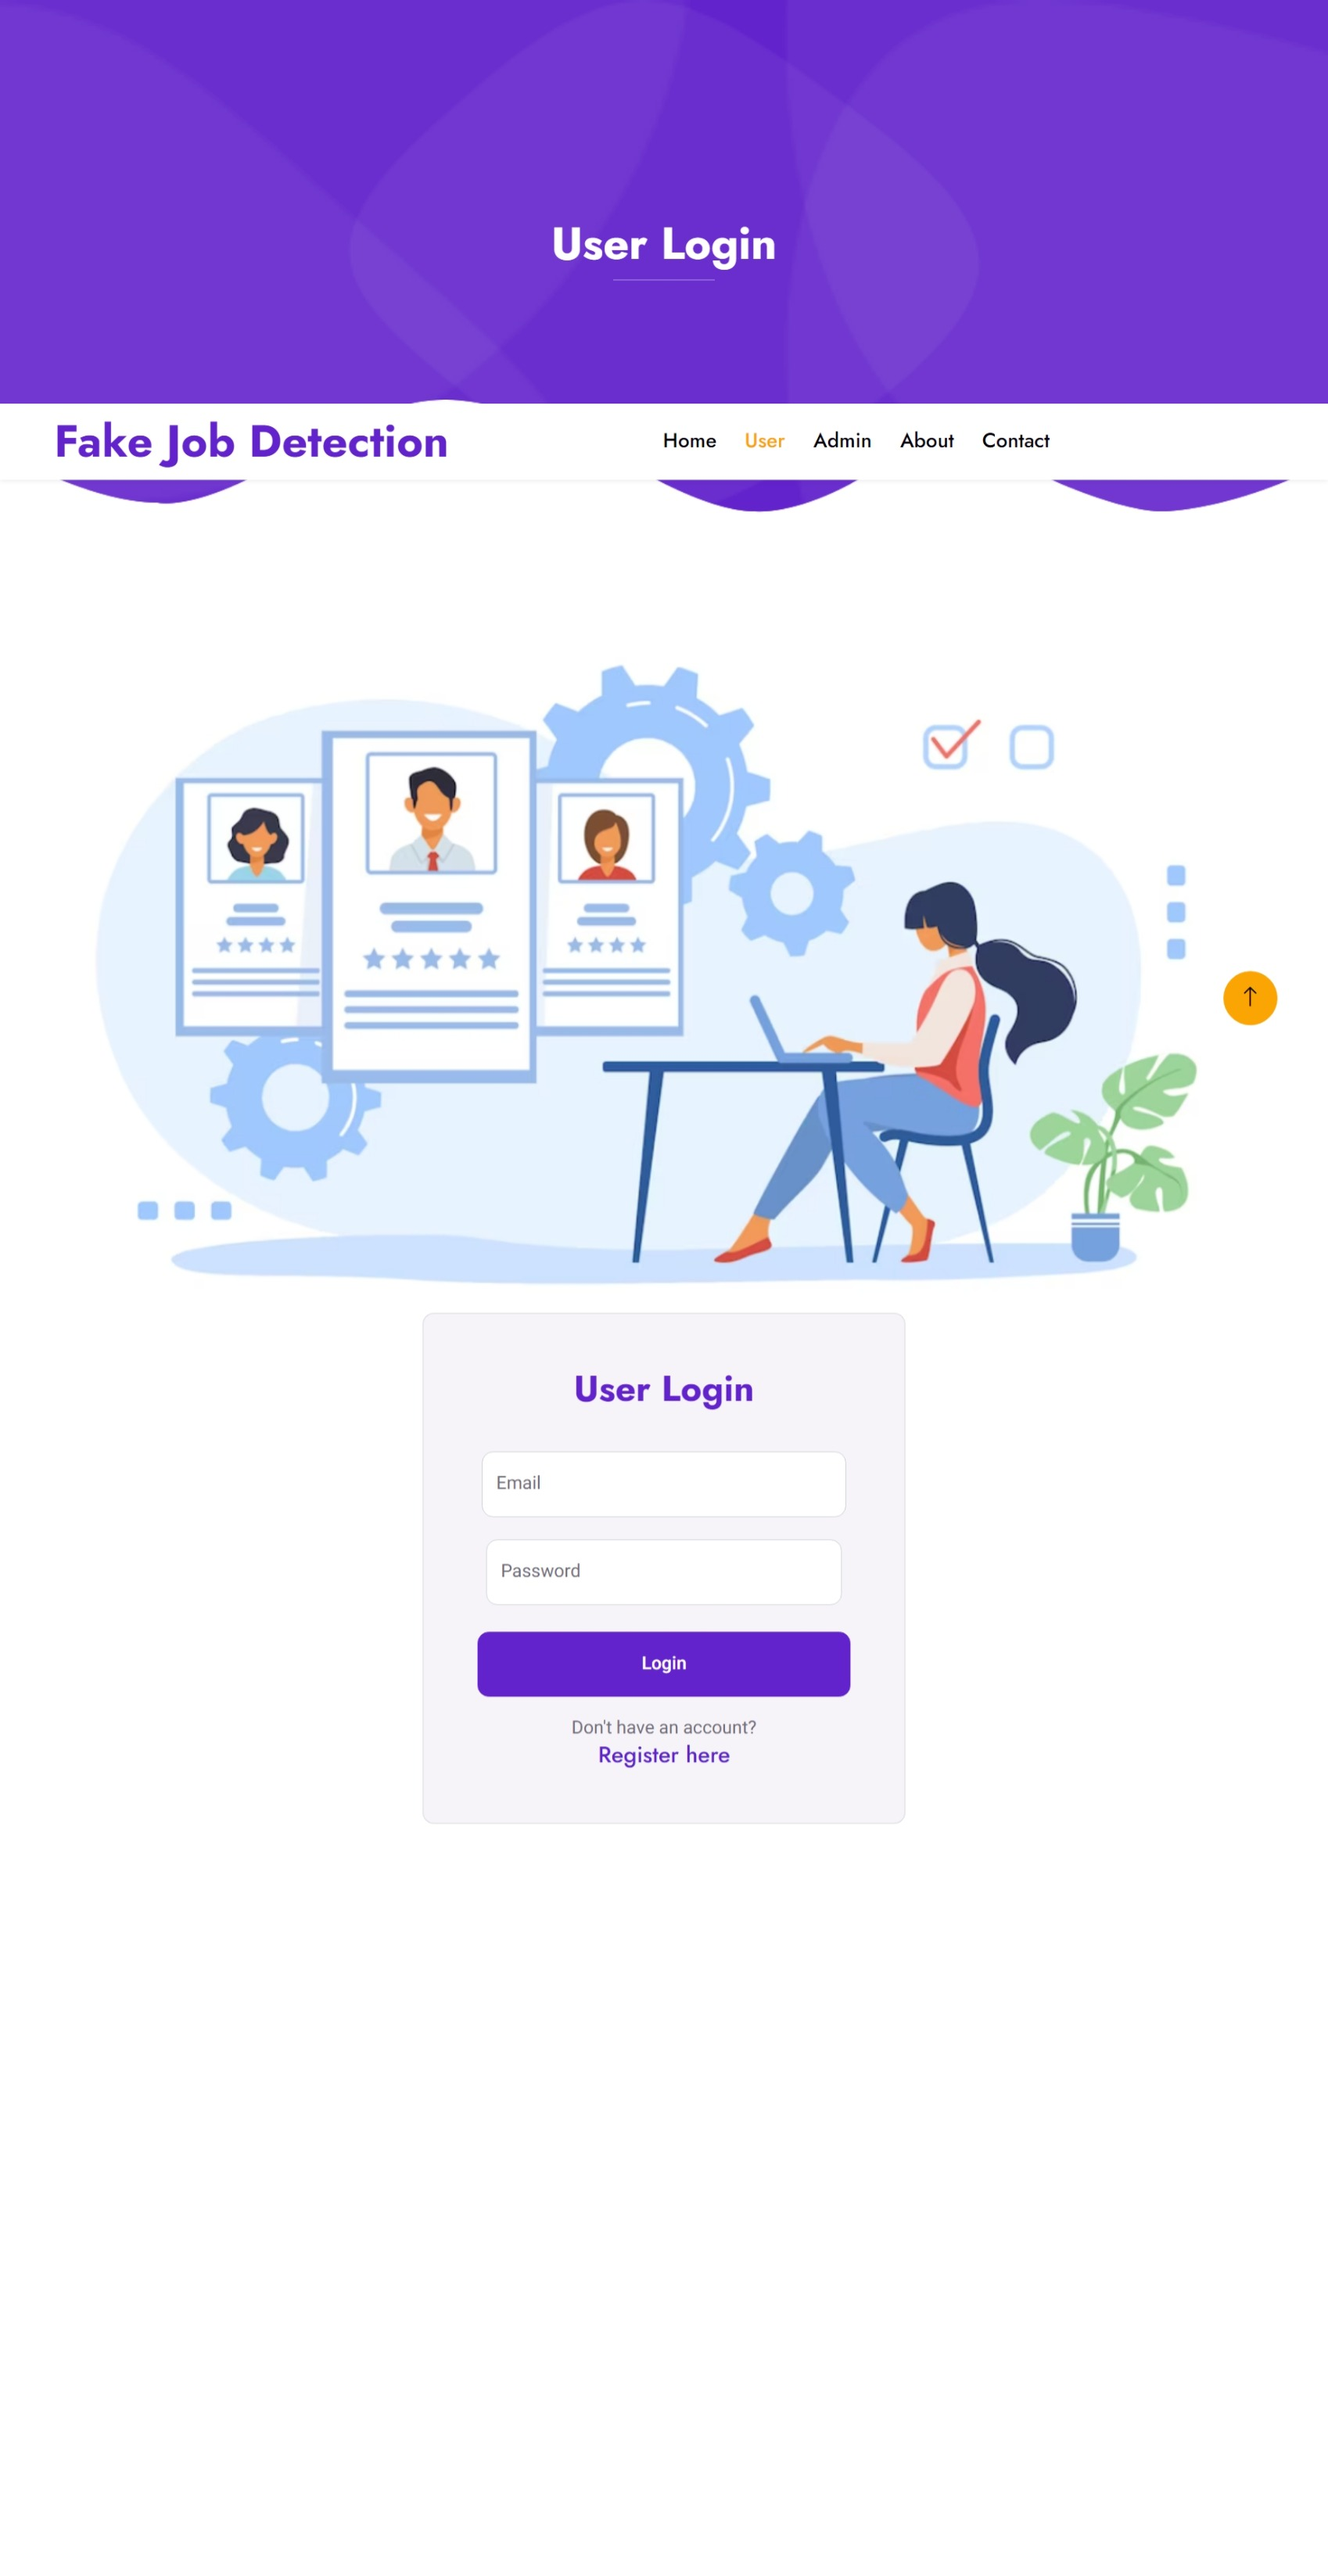 User Login
Fake Job Detection
Home User Admin About Contact
User Login
Email
Password
Login
Don't have an account?
Register here